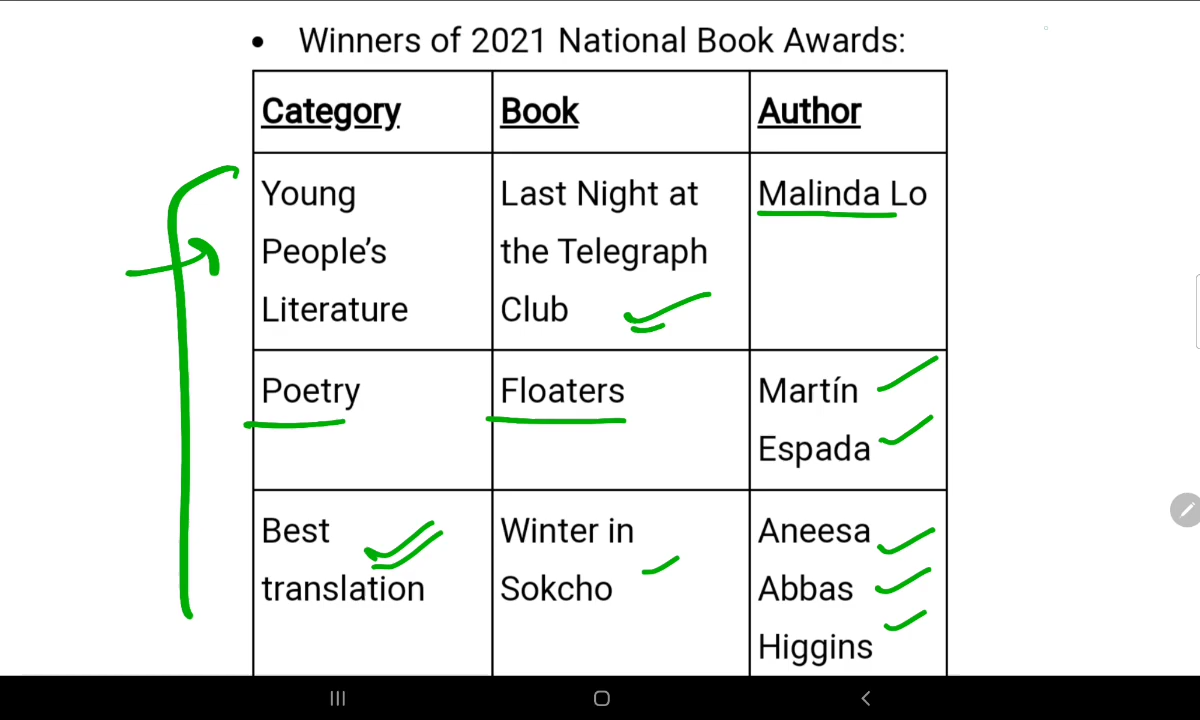 • Winners of 2021 National Book Awards:
Category Book Author
Young Last Night at Malinda Lo
People’s the Telegraph
Literature Club
Poetry Floaters Martín
Espada
Best Winter in Aneesa
translation Sokcho Abbas
Higgins